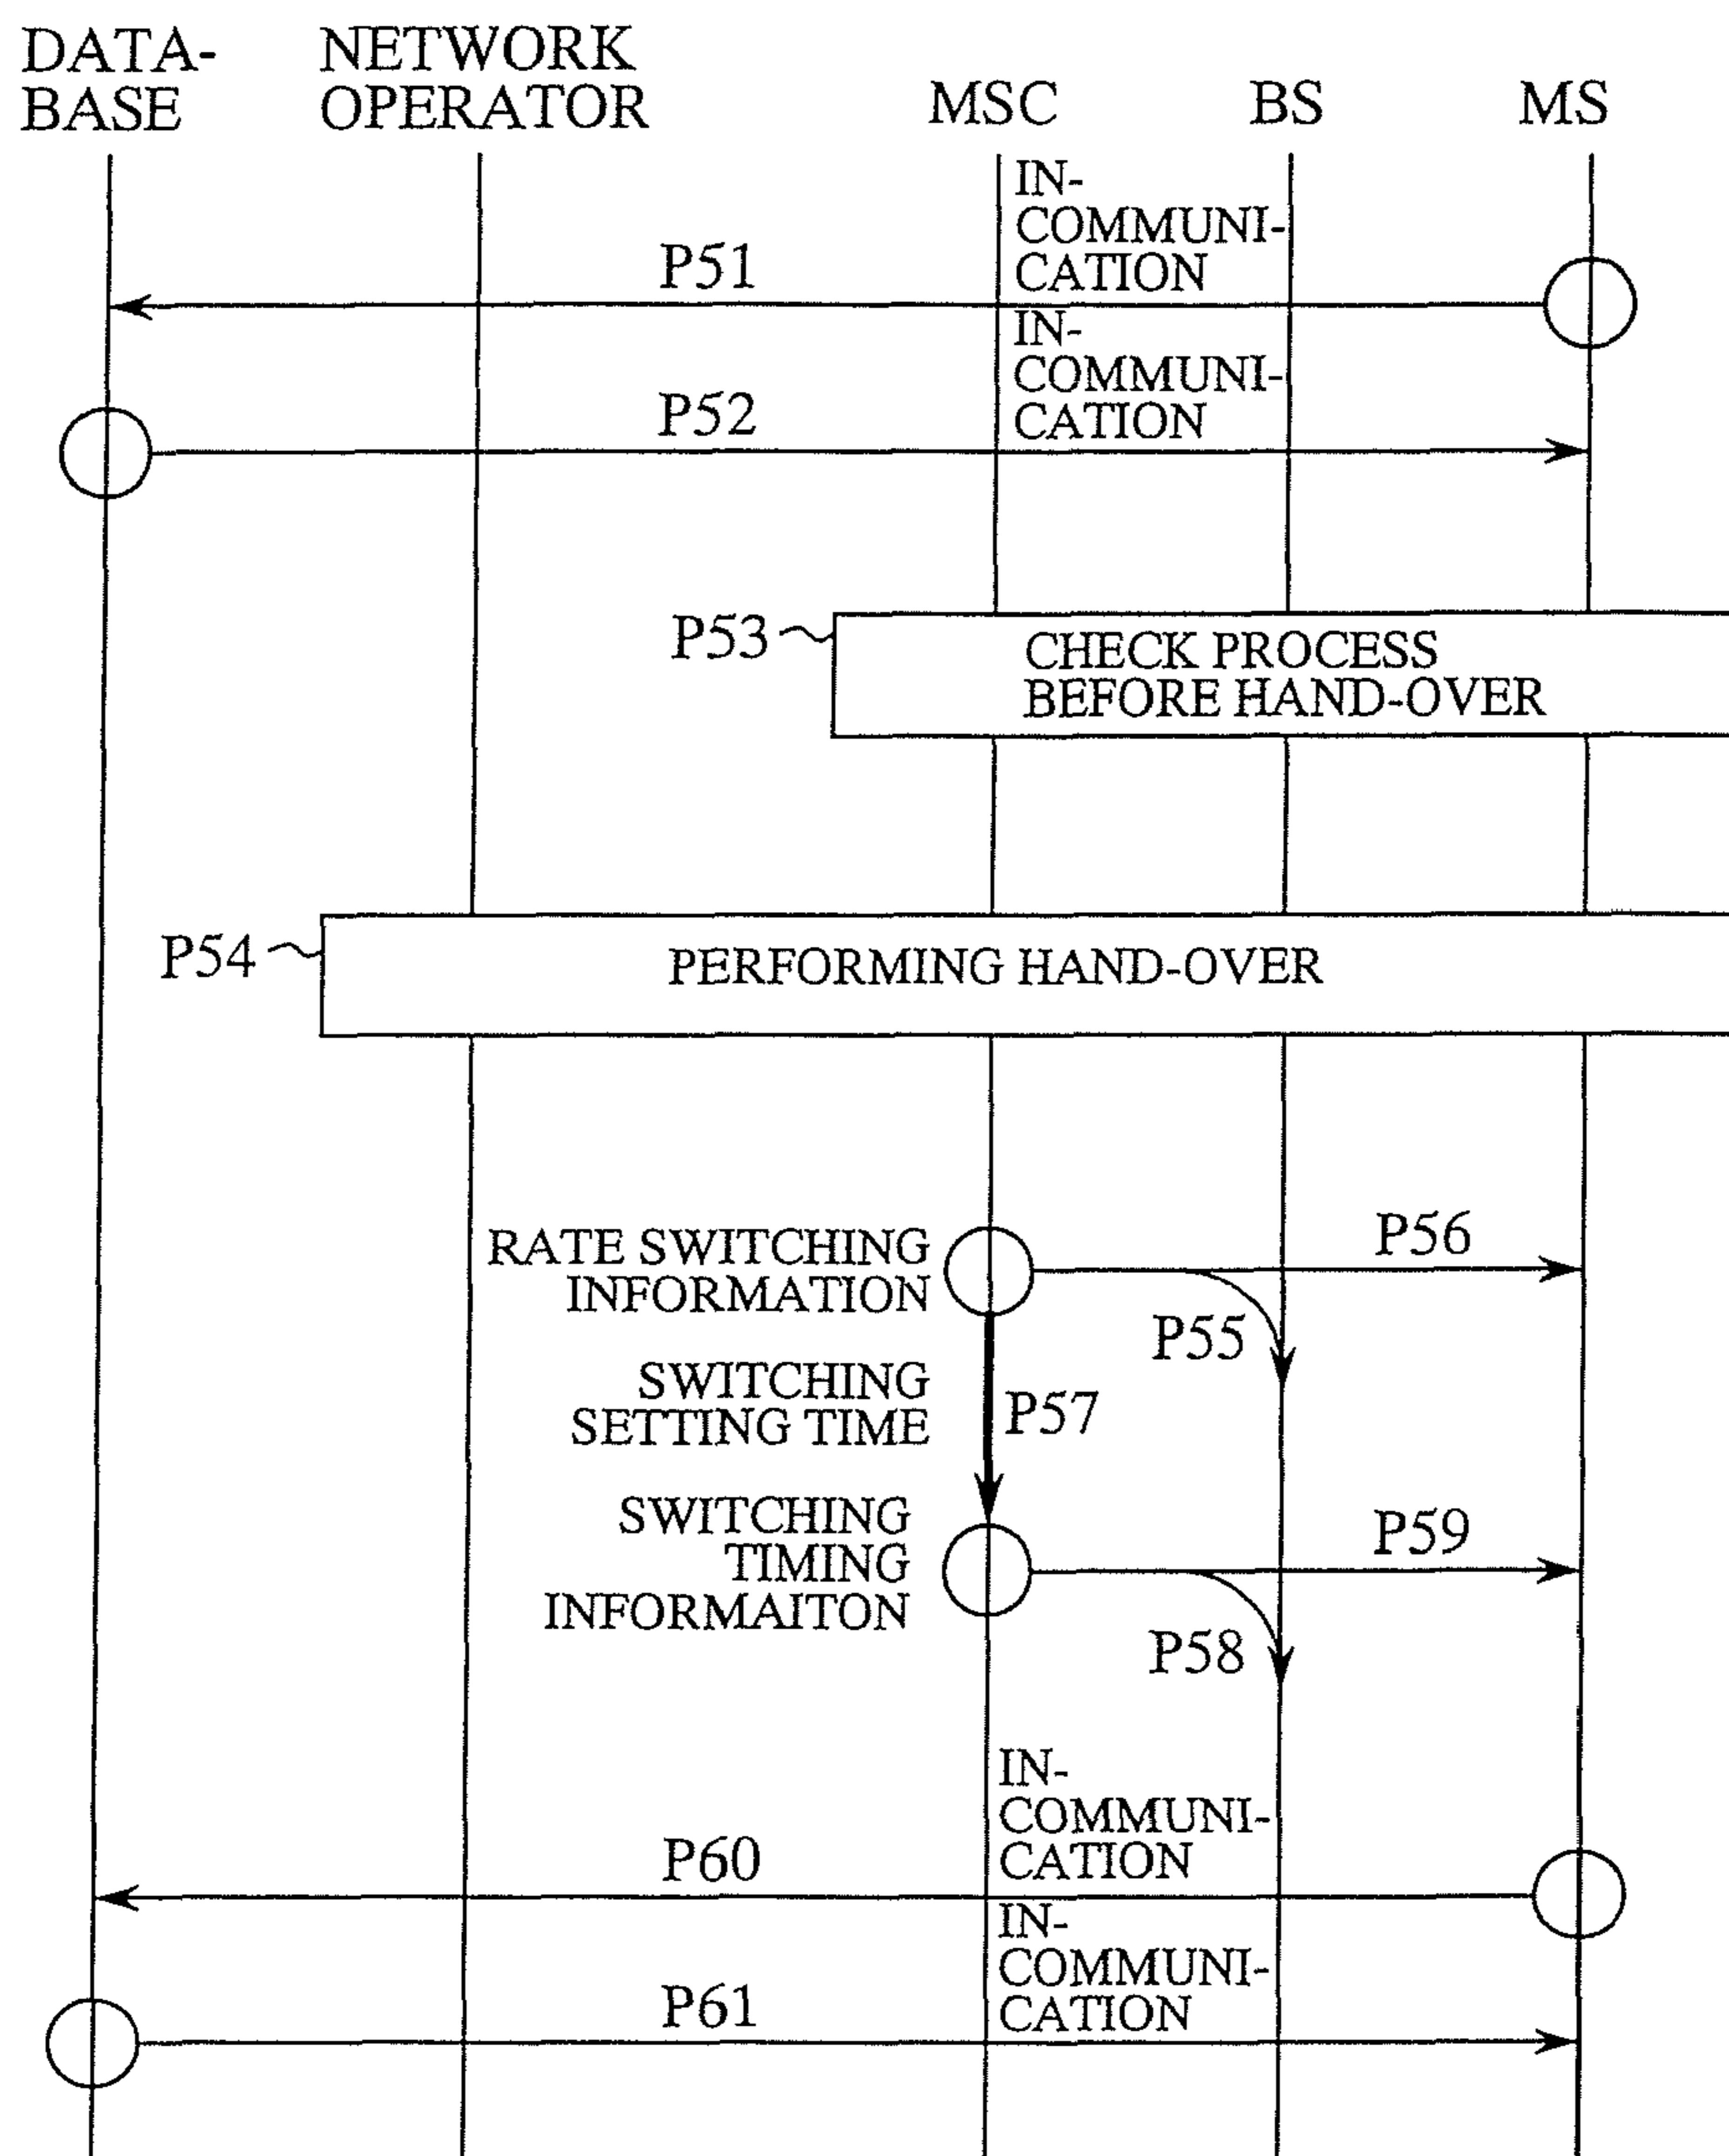 DATA-
BASE
NETWORK
OPERATOR
MSC
BS
MS
IN-
COMMUNI-
CATION
P51
IN-
COMMUNI-
CATION
P52
P53
CHECK PROCESS
BEFORE HAND-OVER
P54
PERFORMING HAND-OVER
RATE SWITCHING
INFORMATION
P56
P55
SWITCHING
SETTING TIME
P57
SWITCHING
TIMING
INFORMAITON
P59
P58
IN-
COMMUNI-
CATION
P60
IN-
COMMUNI-
CATION
P61